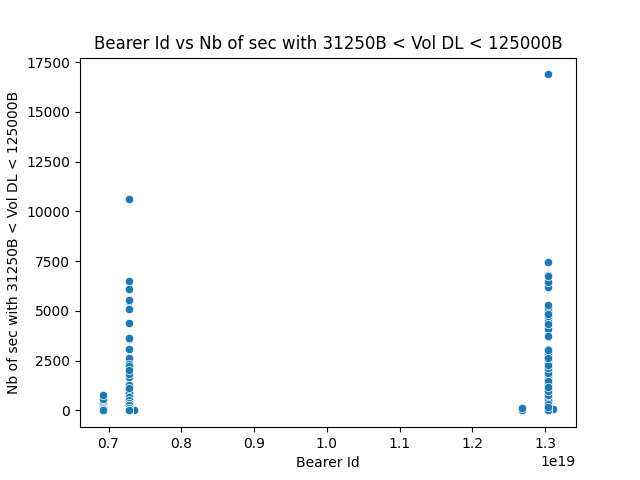 Bearer Id vs Nb of sec with 31250B < Vol DL < 125000B
Nb of sec with 31250B < Vol DL < 125000B
17500
15000
12500
10000
7500
5000
2500
0
0.7 0.8 0.9 1.0 1.1 1.2 1.3
1e19
Bearer Id